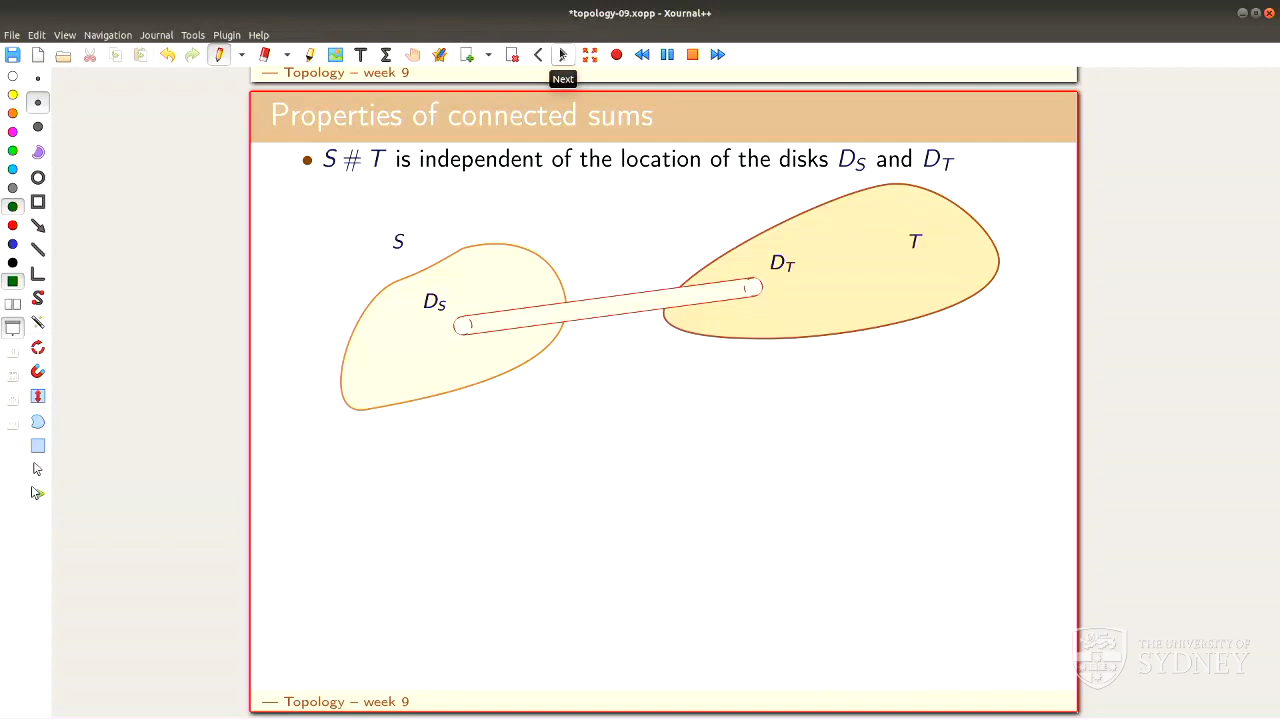 *topology-09.xopp - Xournal++
File Edit View Navigation Journal Tools Plugin Help
— Topology – week 9
Next
Properties of connected sums
• S # T is independent of the location of the disks D_S and D_T
S
T
D_T
D_S
THE UNIVERSITY OF
SYDNEY
— Topology – week 9